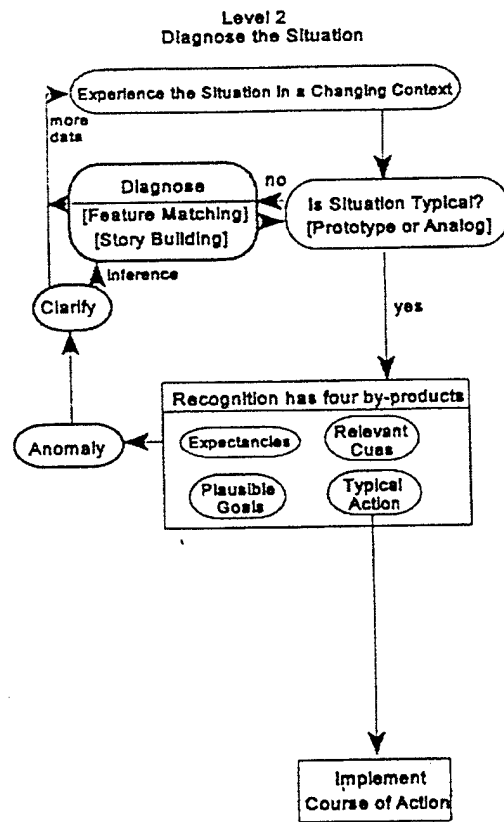 Level 2
Diagnose the Situation
Experience the Situation in a Changing Context
more
data
no
Diagnose
[Feature Matching]
[Story Building]
Is Situation Typical?
[Prototype or Analog]
inference
Clarify
yes
Recognition has four by-products
Anomaly
Expectancies
Relevant
Cues
Plausible
Goals
Typical
Action
Implement
Course of Action